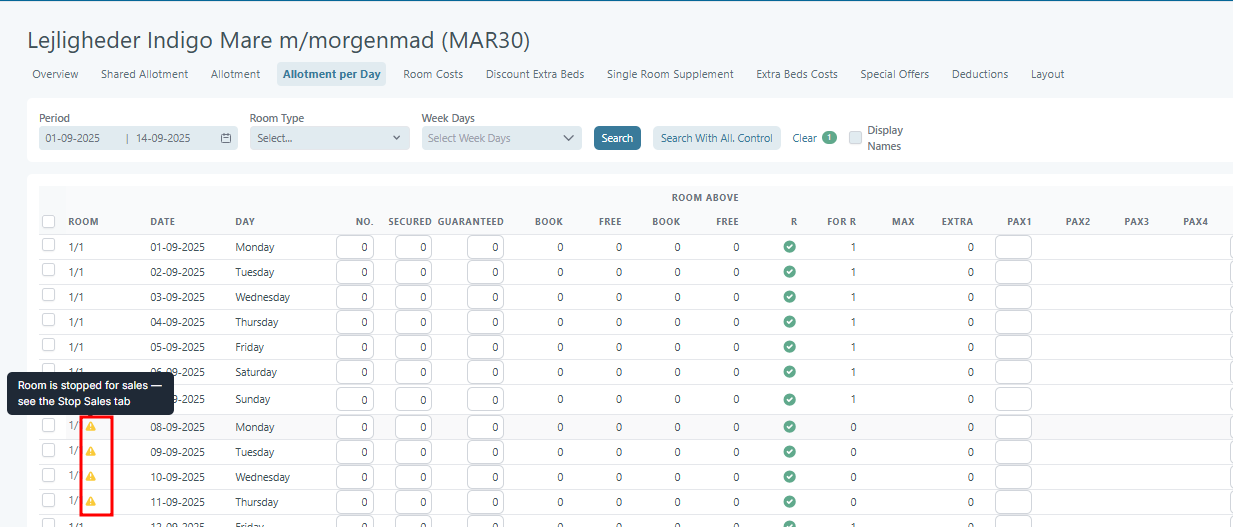 Lejligheder Indigo Mare m/morgenmad (MAR30)
Overview Shared Allotment Allotment Allotment per Day Room Costs Discount Extra Beds Single Room Supplement Extra Beds Costs Special Offers Deductions Layout
Period Room Type Week Days
01-09-2025 | 14-09-2025 Select... Select Week Days Search Search With All. Control Clear 1 Display
Names
ROOM ABOVE
ROOM DATE DAY NO. SECURED GUARANTEED BOOK FREE BOOK FREE R FOR R MAX EXTRA PAX1 PAX2 PAX3 PAX4
1/1 01-09-2025 Monday 0 0 0 0 0 0 0 1 0
1/1 02-09-2025 Tuesday 0 0 0 0 0 0 0 1 0
1/1 03-09-2025 Wednesday 0 0 0 0 0 0 0 1 0
1/1 04-09-2025 Thursday 0 0 0 0 0 0 0 1 0
1/1 05-09-2025 Friday 0 0 0 0 0 0 0 1 0
1/1 06-09-2025 Saturday 0 0 0 0 0 0 0 1 0
Room is stopped for sales —
see the Stop Sales tab
-09-2025 Sunday 0 0 0 0 0 0 0 1 0
1/ 08-09-2025 Monday 0 0 0 0 0 0 0 0 0
1/ 09-09-2025 Tuesday 0 0 0 0 0 0 0 0 0
1/ 10-09-2025 Wednesday 0 0 0 0 0 0 0 0 0
1/ 11-09-2025 Thursday 0 0 0 0 0 0 0 0 0
1/1 12-09-2025 Friday 0 0 0 0 0 0 0 0 0